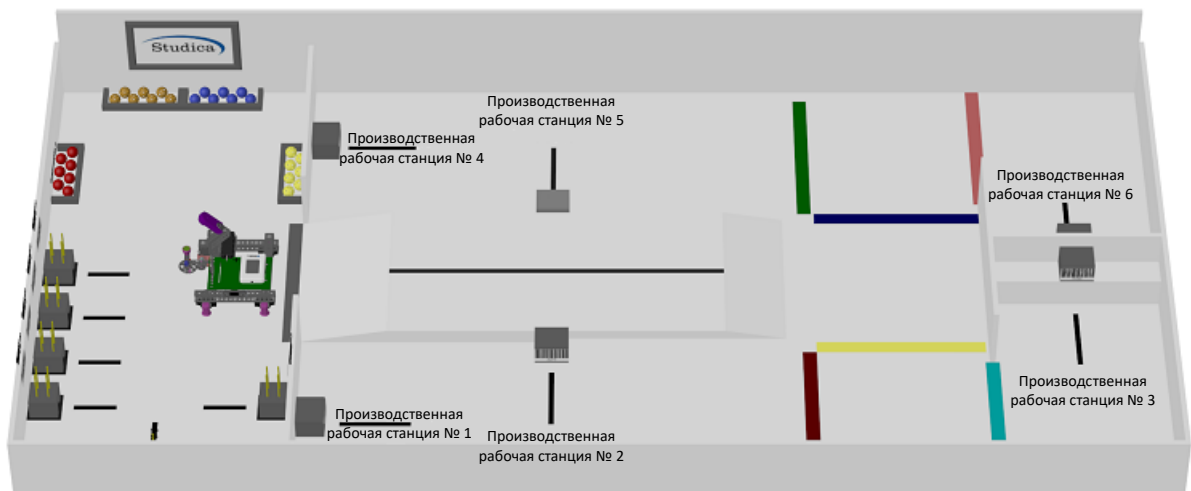 Studica
Производственная
рабочая станция № 5
Производственная
рабочая станция № 4
Производственная
рабочая станция № 6
Производственная
рабочая станция № 3
Производственная
рабочая станция № 1
Производственная
рабочая станция № 2